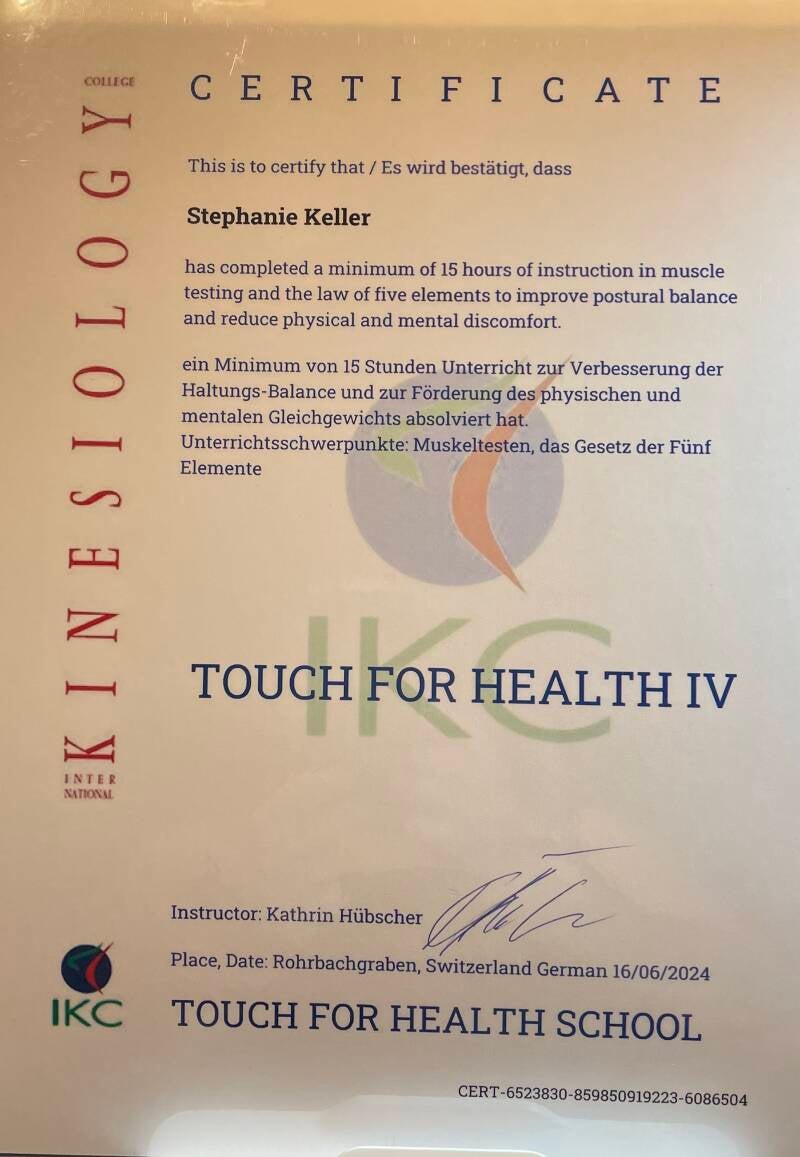 CERTIFICATE
COLLEGE
KINESIOLOGY
INTER
NATIONAL
This is to certify that / Es wird bestätigt, dass
Stephanie Keller
has completed a minimum of 15 hours of instruction in muscle
testing and the law of five elements to improve postural balance
and reduce physical and mental discomfort.
ein Minimum von 15 Stunden Unterricht zur Verbesserung der
Haltungs-Balance und zur Förderung des physischen und
mentalen Gleichgewichts absolviert hat.
Unterrichtsschwerpunkte: Muskeltesten, das Gesetz der Fünf
Elemente
IKC
TOUCH FOR HEALTH IV
Instructor: Kathrin Hübscher
Place, Date: Rohrbachgraben, Switzerland German 16/06/2024
IKC
TOUCH FOR HEALTH SCHOOL
CERT-6523830-859850919223-6086504